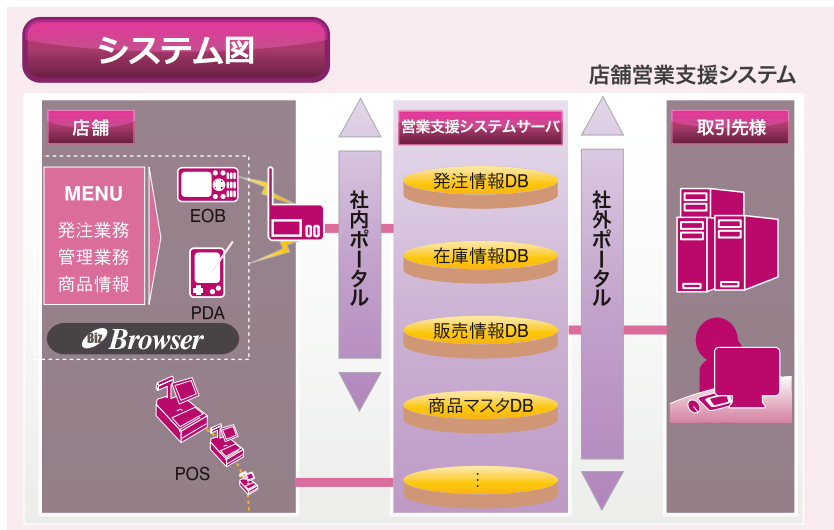 システム図
店舗営業支援システム
店舗
MENU
発注業務
管理業務
商品情報
EOB
PDA
Biz Browser
POS
社内ポータル
営業支援システムサーバ
発注情報DB
在庫情報DB
販売情報DB
商品マスタDB
：
社外ポータル
取引先様